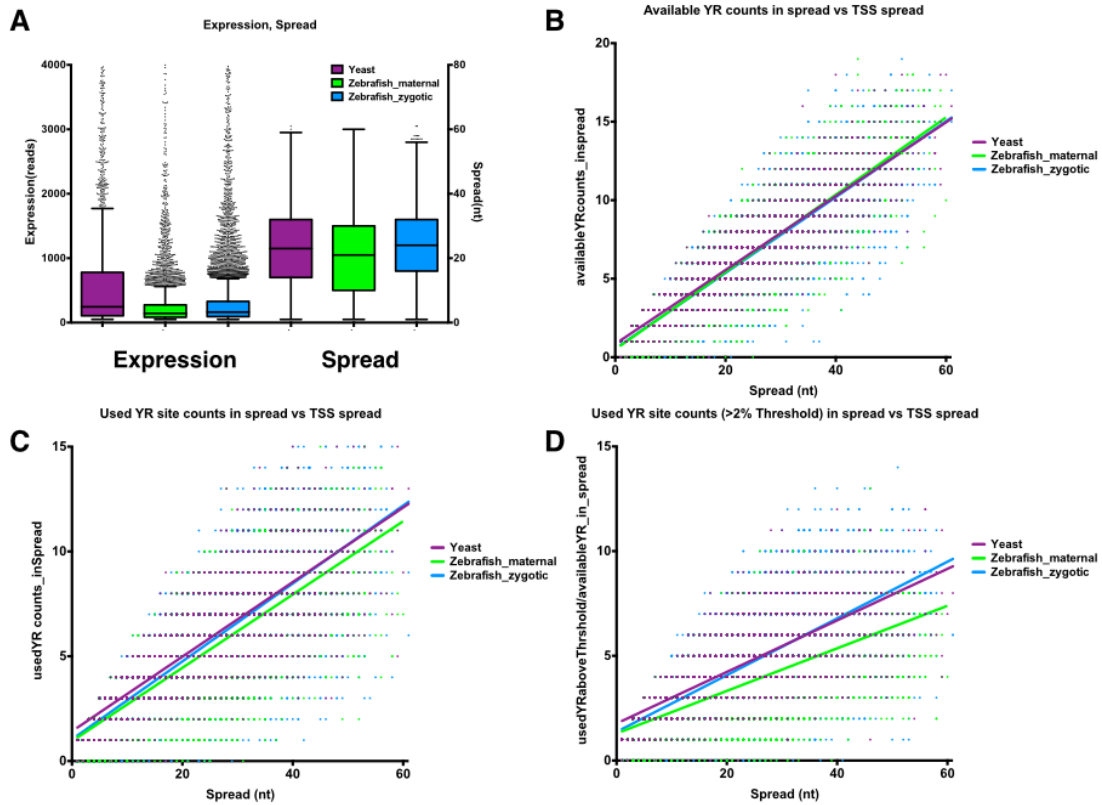 A
Expression, Spread
4000
3000
2000
1000
0
Expression(reads)
Yeast
Zebrafish_maternal
Zebrafish_zygotic
80
60
40
20
0
Spread(nt)
Expression
Spread
B
Available YR counts in spread vs TSS spread
20
15
10
5
0
availableYRcounts_inspread
0
20
40
60
Spread (nt)
Yeast
Zebrafish_maternal
Zebrafish_zygotic
C
Used YR site counts in spread vs TSS spread
15
10
5
0
usedYR counts_inSpread
0
20
40
60
Spread (nt)
Yeast
Zebrafish_maternal
Zebrafish_zygotic
D
Used YR site counts (>2% Threshold) in spread vs TSS spread
15
10
5
0
usedYRaboveThrshold/availableYR_in_spread
0
20
40
60
Spread (nt)
Yeast
Zebrafish_maternal
Zebrafish_zygotic